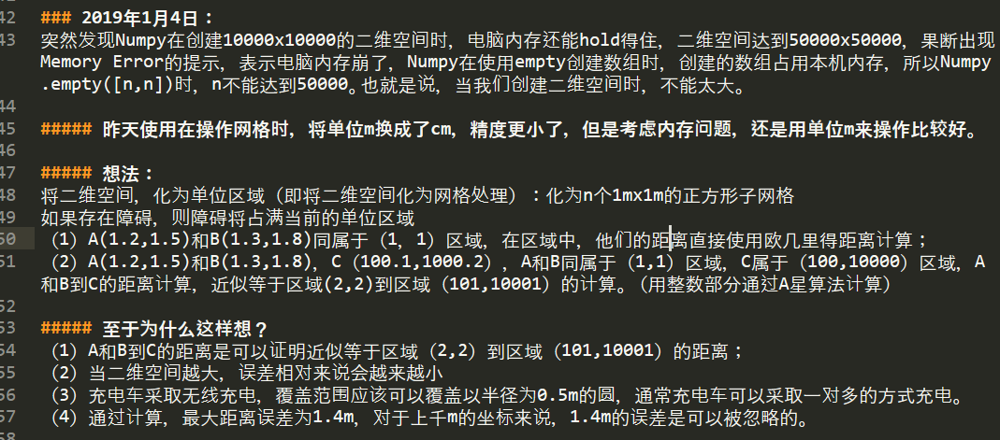 42 ### 2019年1月4日：
43 突然发现Numpy在创建10000x10000的二维空间时，电脑内存还能hold得住，二维空间达到50000x50000，果断出现
Memory Error的提示，表示电脑内存崩了，Numpy在使用empty创建数组时，创建的数组占用本机内存，所以Numpy
.empty([n,n])时，n不能达到50000。也就是说，当我们创建二维空间时，不能太大。
44
45 ##### 昨天使用在操作网格时，将单位m换成了cm，精度更小了，但是考虑内存问题，还是用单位m来操作比较好。
46
47 ##### 想法：
48 将二维空间，化为单位区域（即将二维空间化为网格处理）：化为n个1mx1m的正方形子网格
49 如果存在障碍，则障碍将占满当前的单位区域
50 （1）A(1.2,1.5)和B(1.3,1.8)同属于（1，1）区域，在区域中，他们的距离直接使用欧几里得距离计算；
51 （2）A(1.2,1.5)和B(1.3,1.8)，C（100.1,1000.2），A和B同属于（1,1）区域，C属于（100,10000）区域，A
和B到C的距离计算，近似等于区域(2,2)到区域（101,10001）的计算。（用整数部分通过A星算法计算）
52
53 ##### 至于为什么这样想？
54 （1）A和B到C的距离是可以证明近似等于区域（2,2）到区域（101,10001）的距离；
55 （2）当二维空间越大，误差相对来说会越来越小
56 （3）充电车采取无线充电，覆盖范围应该可以覆盖以半径为0.5m的圆，通常充电车可以采取一对多的方式充电。
57 （4）通过计算，最大距离误差为1.4m，对于上千m的坐标来说，1.4m的误差是可以被忽略的。